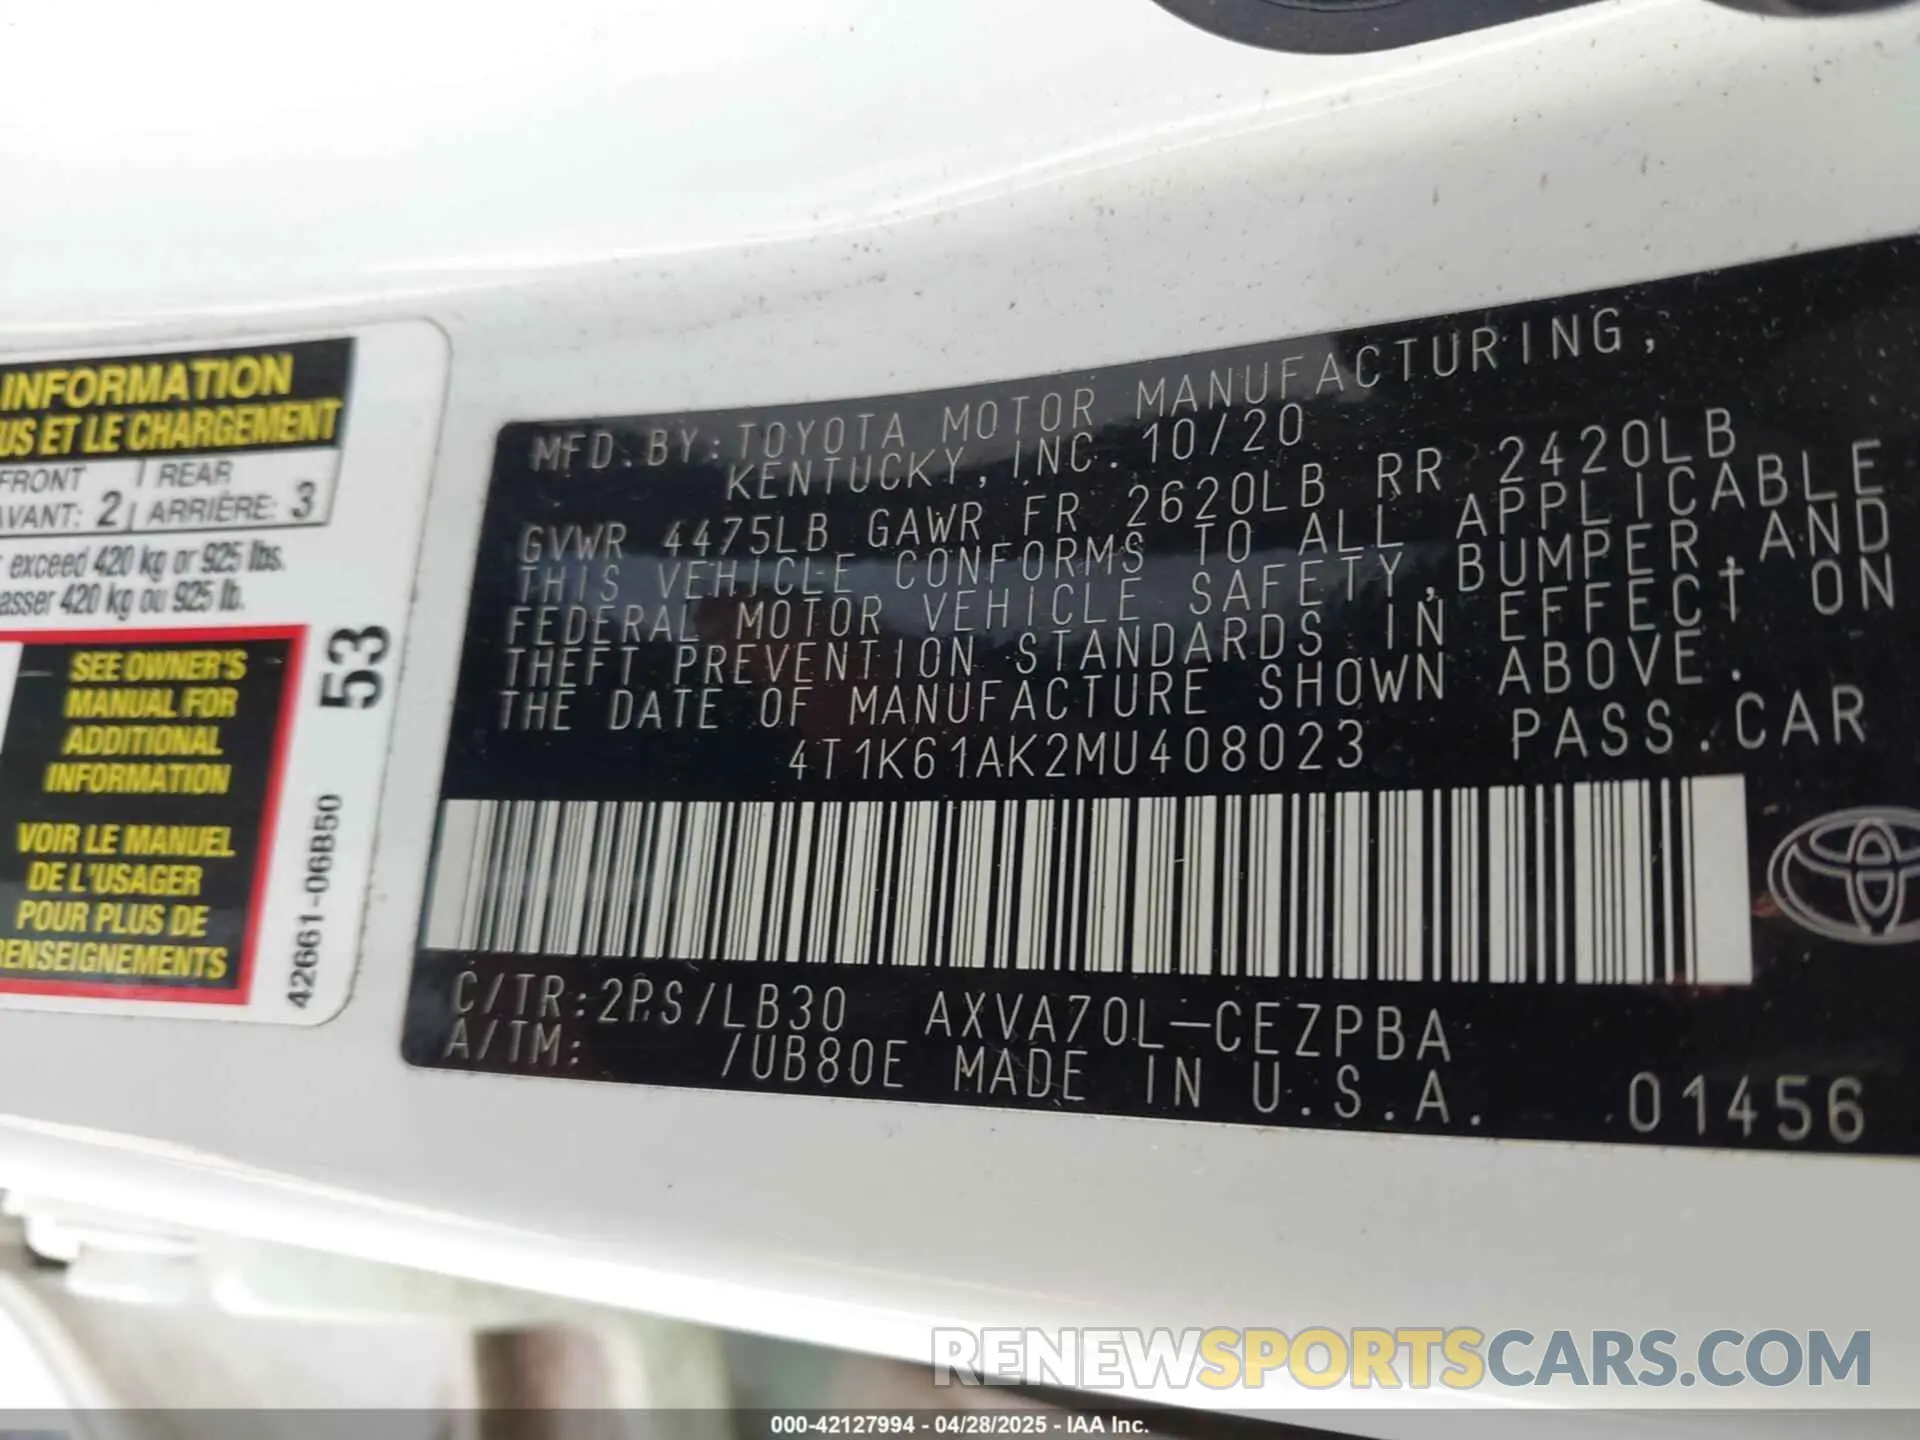 INFORMATION
US ET LE CHARGEMENT
FRONT REAR
AVANT: 2 ARRIÈRE: 3
exceed 420 kg or 925 lbs.
asser 420 kg ou 925 lb.
SEE OWNER'S
MANUAL FOR
ADDITIONAL
INFORMATION
VOIR LE MANUEL
DE L'USAGER
POUR PLUS DE
RENSEIGNEMENTS
53
42661-06B50
MFD. BY: TOYOTA MOTOR MANUFACTURING,
KENTUCKY, INC. 10/20
GVWR 4475LB GAWR FR 2620LB RR 2420LB
THIS VEHICLE CONFORMS TO ALL APPLICABLE
FEDERAL MOTOR VEHICLE SAFETY, BUMPER, AND
THEFT PREVENTION STANDARDS IN EFFECT ON
THE DATE OF MANUFACTURE SHOWN ABOVE.
4T1K61AK2MU408023 PASS. CAR
C/TR: 2PS/LB30 AXVA70L-CEZPBA
A/TM: /UB80E MADE IN U.S.A. 01456
RENEWSPORTSCARS.COM
000-42127994 - 04/28/2025 - IAA Inc.